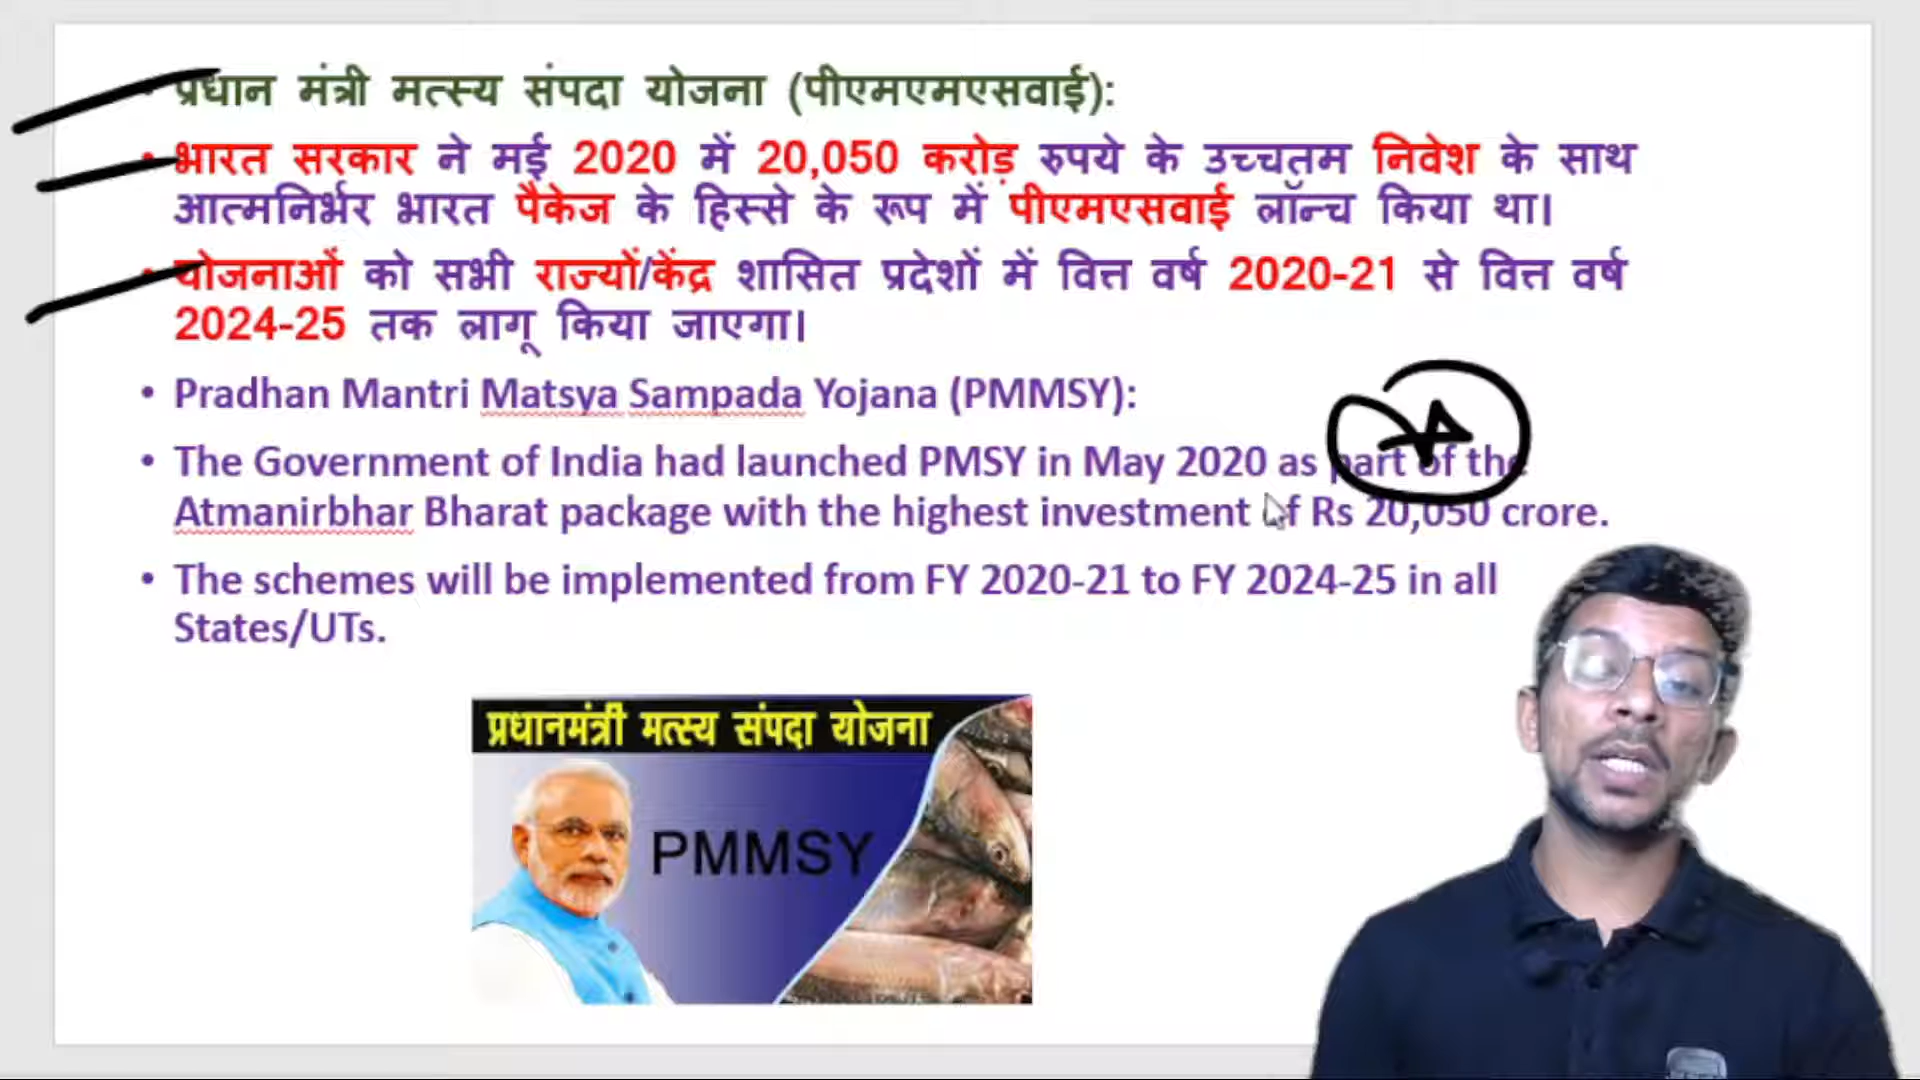 प्रधान मंत्री मत्स्य संपदा योजना (पीएमएमएसवाई):
भारत सरकार ने मई 2020 में 20,050 करोड़ रुपये के उच्चतम निवेश के साथ
आत्मनिर्भर भारत पैकेज के हिस्से के रूप में पीएमएसवाई लॉन्च किया था।
योजनाओं को सभी राज्यों/केंद्र शासित प्रदेशों में वित्त वर्ष 2020-21 से वित्त वर्ष
2024-25 तक लागू किया जाएगा।
Pradhan Mantri Matsya Sampada Yojana (PMMSY):
The Government of India had launched PMSY in May 2020 as part of the
Atmanirbhar Bharat package with the highest investment of Rs 20,050 crore.
The schemes will be implemented from FY 2020-21 to FY 2024-25 in all
States/UTs.
प्रधानमंत्री मत्स्य संपदा योजना
PMMSY